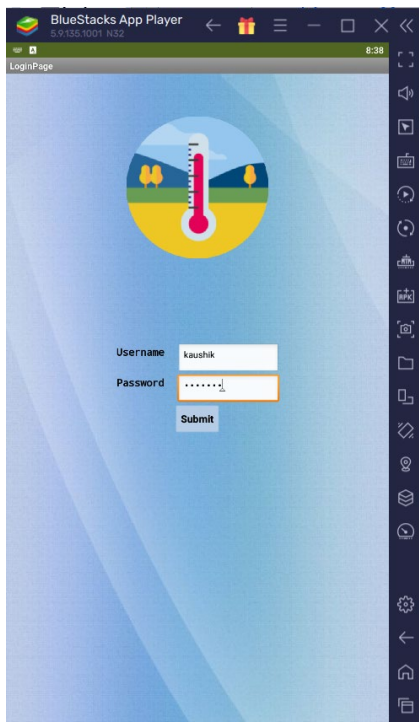 BlueStacks App Player
5.9.135.1001 N32
8:38
LoginPage
Username kaushik
Password •••••••
Submit